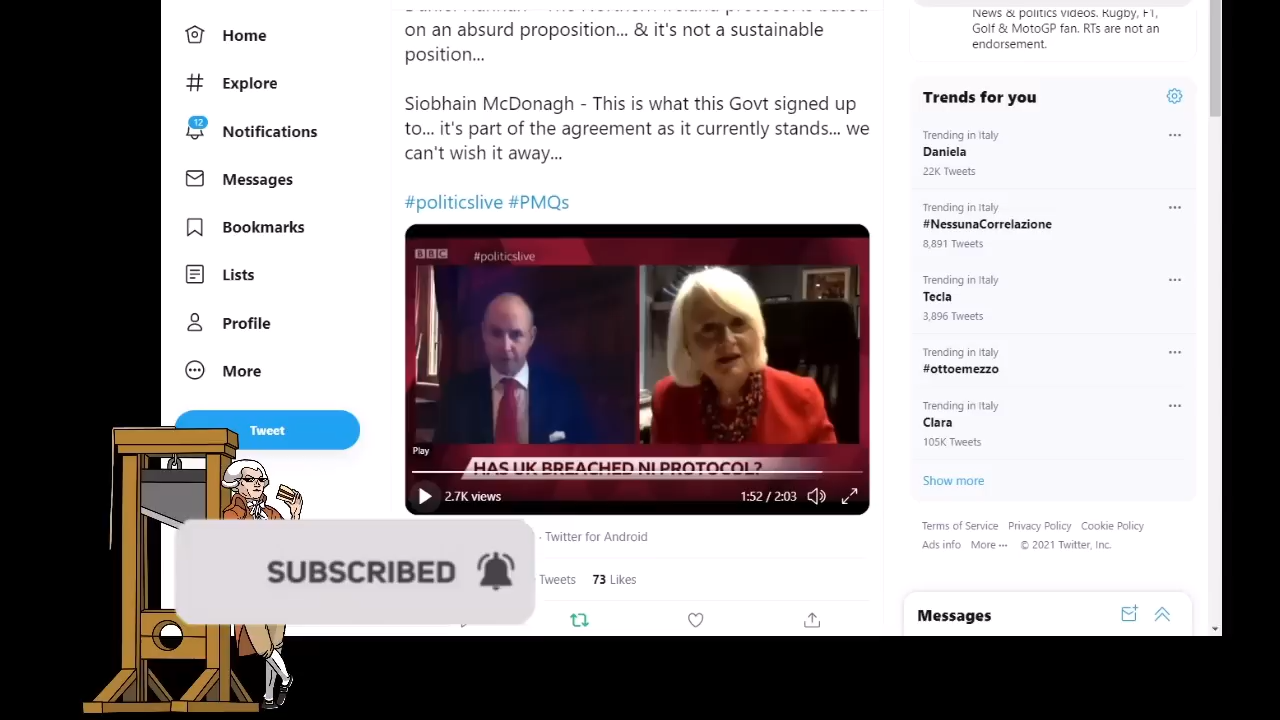 Home
Explore
12
Notifications
Messages
Bookmarks
Lists
Profile
More
Tweet
on an absurd proposition... & it's not a sustainable
position...
Siobhain McDonagh - This is what this Govt signed up
to... it's part of the agreement as it currently stands... we
can't wish it away...
#politicslive #PMQs
BBC
#politicslive
Play
HAS UK BREACHED NI PROTOCOL?
2.7K views
1:52 / 2:03
· Twitter for Android
Tweets 73 Likes
SUBSCRIBED
News & politics videos. Rugby, F1,
Golf & MotoGP fan. RTs are not an
endorsement.
Trends for you
Trending in Italy
Daniela
22K Tweets
Trending in Italy
#NessunaCorrelazione
8,891 Tweets
Trending in Italy
Tecla
3,896 Tweets
Trending in Italy
#ottoemezzo
Trending in Italy
Clara
105K Tweets
Show more
Terms of Service Privacy Policy Cookie Policy
Ads info More ··· © 2021 Twitter, Inc.
Messages